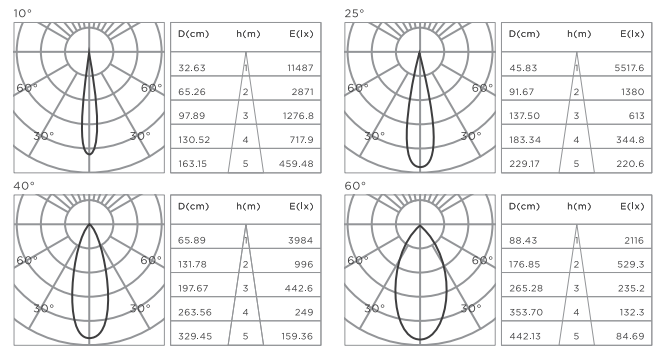 10°
60° 60°
30° 30°
D(cm) h(m) E(lx)
32.63 1 11487
65.26 2 2871
97.89 3 1276.8
130.52 4 717.9
163.15 5 459.48
25°
60° 60°
30° 30°
D(cm) h(m) E(lx)
45.83 1 5517.6
91.67 2 1380
137.50 3 613
183.34 4 344.8
229.17 5 220.6
40°
60° 60°
30° 30°
D(cm) h(m) E(lx)
65.89 1 3984
131.78 2 996
197.67 3 442.6
263.56 4 249
329.45 5 159.36
60°
60° 60°
30° 30°
D(cm) h(m) E(lx)
88.43 1 2116
176.85 2 529.3
265.28 3 235.2
353.70 4 132.3
442.13 5 84.69